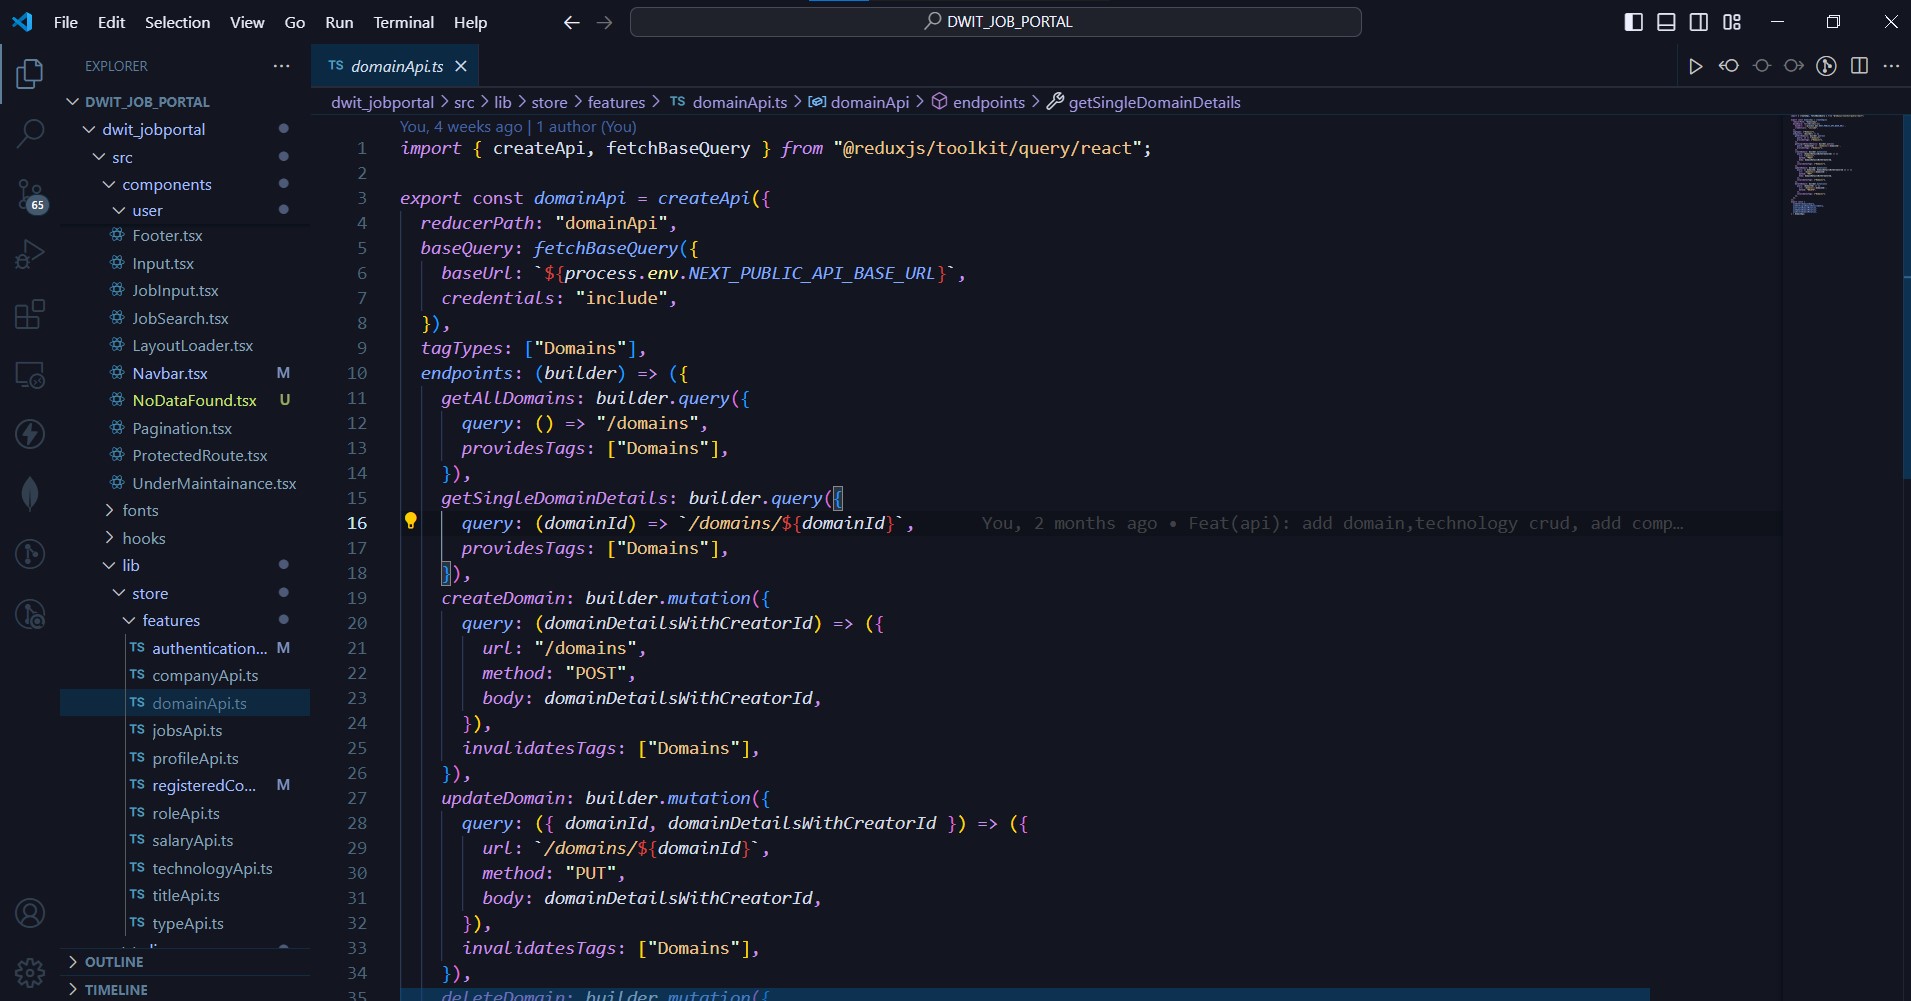 File Edit Selection View Go Run Terminal Help
DWIT_JOB_PORTAL
EXPLORER
DWIT_JOB_PORTAL
dwit_jobportal
src
components
user
Footer.tsx
Input.tsx
JobInput.tsx
JobSearch.tsx
LayoutLoader.tsx
Navbar.tsx M
NoDataFound.tsx U
Pagination.tsx
ProtectedRoute.tsx
UnderMaintainance.tsx
fonts
hooks
lib
store
features
TS authentication... M
TS companyApi.ts
TS domainApi.ts
TS jobsApi.ts
TS profileApi.ts
TS registeredCo... M
TS roleApi.ts
TS salaryApi.ts
TS technologyApi.ts
TS titleApi.ts
TS typeApi.ts
OUTLINE
TIMELINE
65
TS domainApi.ts
dwit_jobportal > src > lib > store > features > TS domainApi.ts > domainApi > endpoints > getSingleDomainDetails
You, 4 weeks ago | 1 author (You)
1 import { createApi, fetchBaseQuery } from "@reduxjs/toolkit/query/react";
2
3 export const domainApi = createApi({
4 reducerPath: "domainApi",
5 baseQuery: fetchBaseQuery({
6 baseUrl: `${process.env.NEXT_PUBLIC_API_BASE_URL}`,
7 credentials: "include",
8 }),
9 tagTypes: ["Domains"],
10 endpoints: (builder) => ({
11 getAllDomains: builder.query({
12 query: () => "/domains",
13 providesTags: ["Domains"],
14 }),
15 getSingleDomainDetails: builder.query({
16 query: (domainId) => `/domains/${domainId}`, You, 2 months ago • Feat(api): add domain,technology crud, add comp…
17 providesTags: ["Domains"],
18 }),
19 createDomain: builder.mutation({
20 query: (domainDetailsWithCreatorId) => ({
21 url: "/domains",
22 method: "POST",
23 body: domainDetailsWithCreatorId,
24 }),
25 invalidatesTags: ["Domains"],
26 }),
27 updateDomain: builder.mutation({
28 query: ({ domainId, domainDetailsWithCreatorId }) => ({
29 url: `/domains/${domainId}`,
30 method: "PUT",
31 body: domainDetailsWithCreatorId,
32 }),
33 invalidatesTags: ["Domains"],
34 }),
35 deleteDomain: builder.mutation({